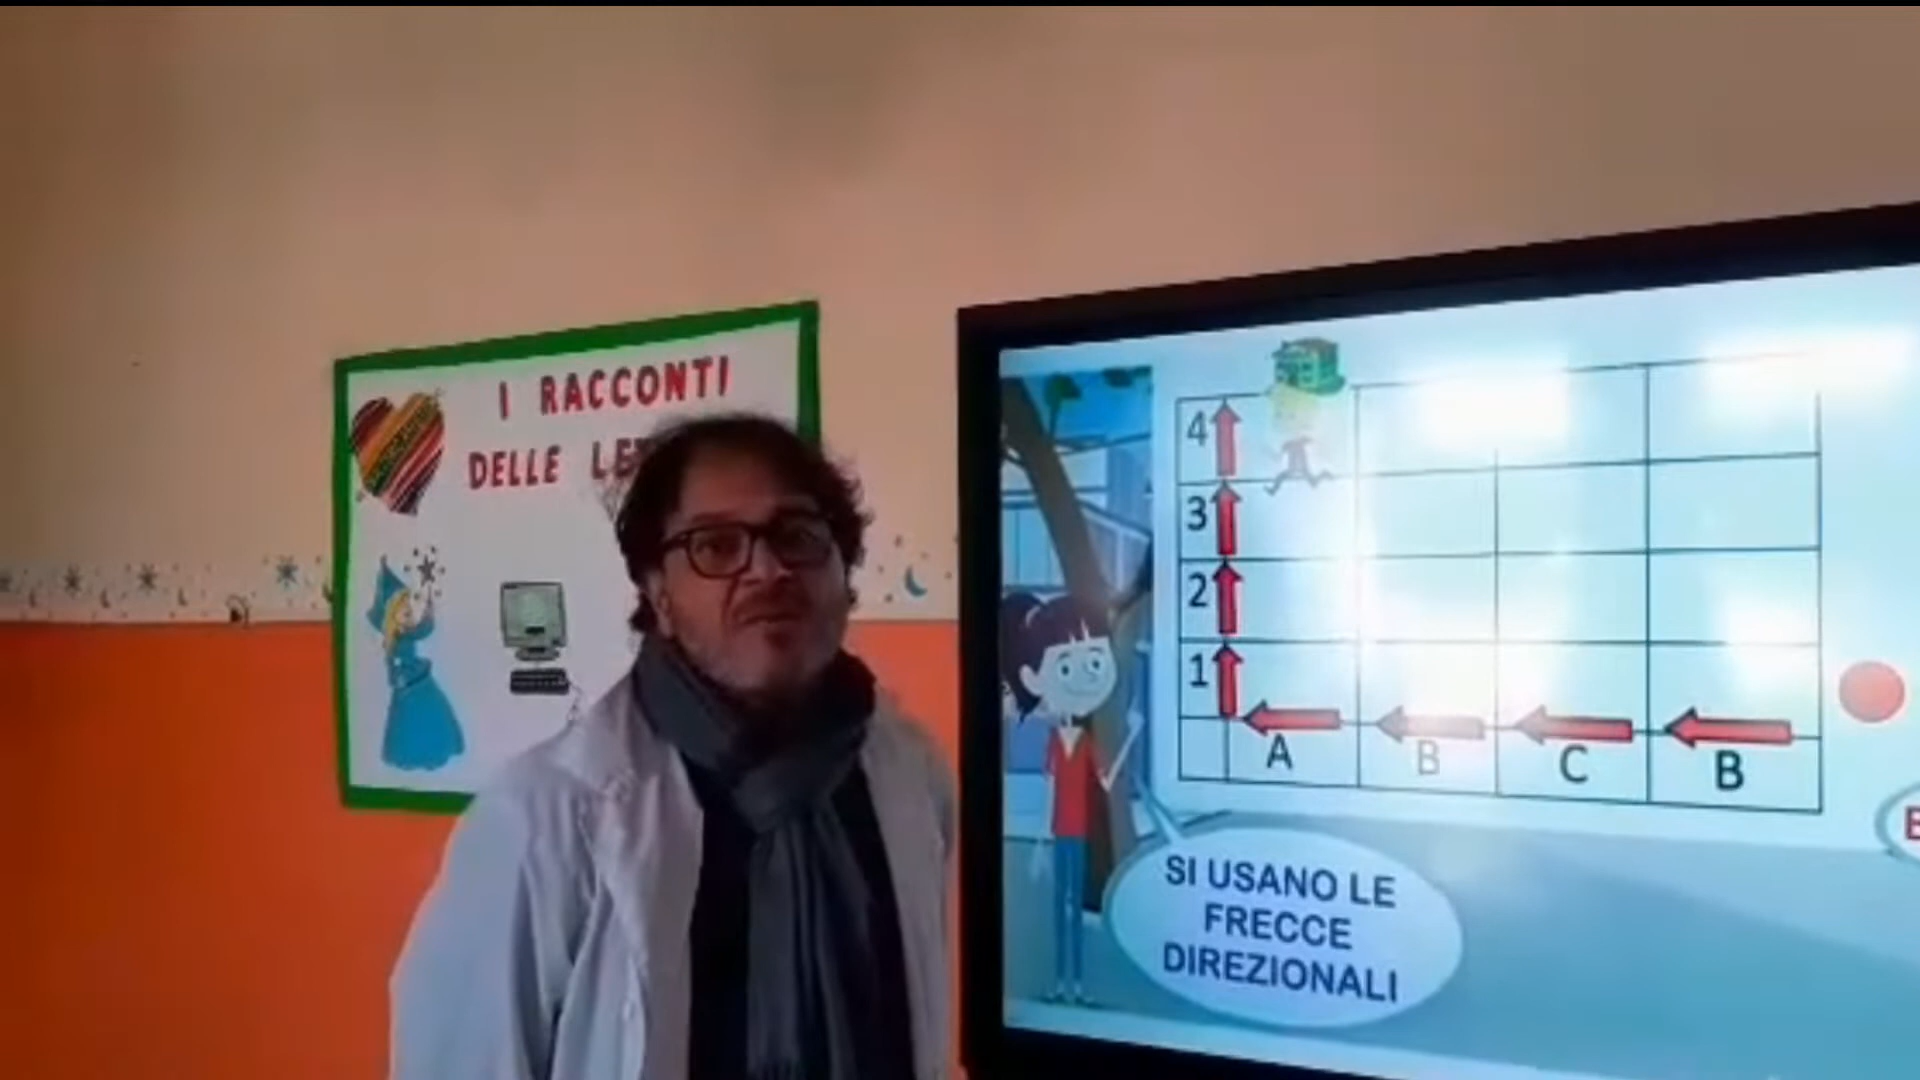 I RACCONTI
DELLE
4
3
2
1
A B C B
SI USANO LE
FRECCE
DIREZIONALI